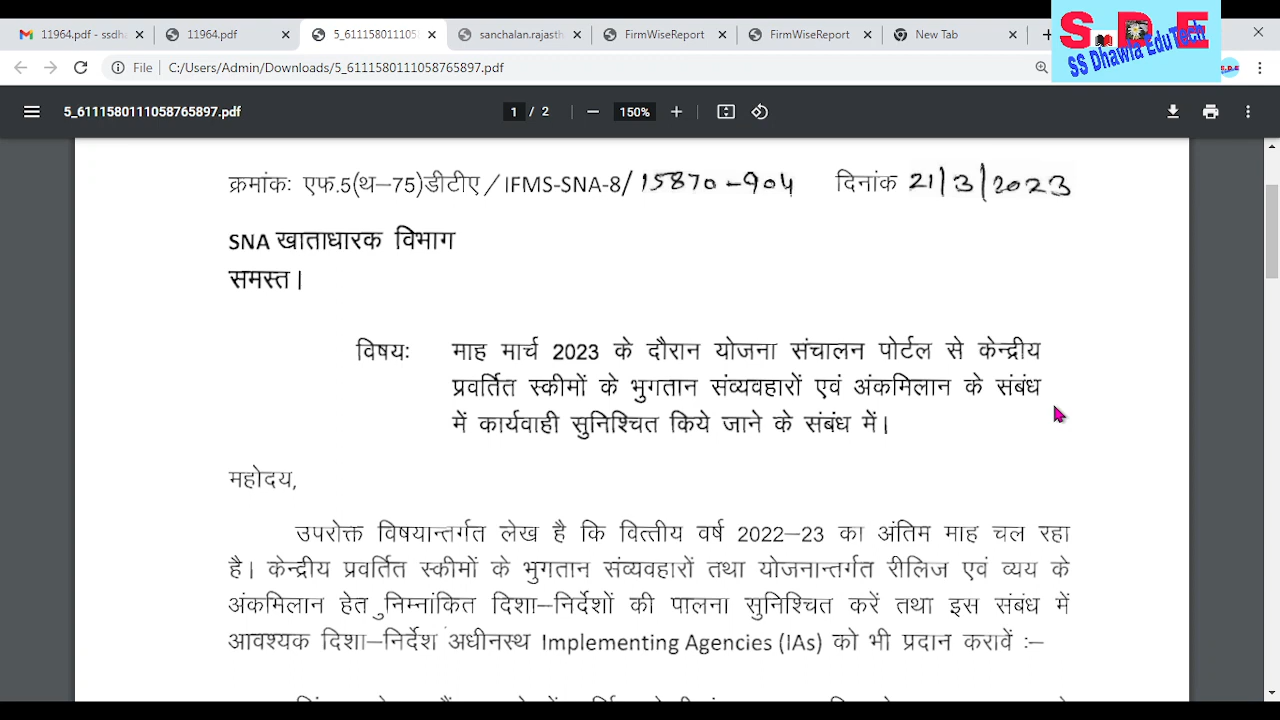 11964.pdf - ssdha
11964.pdf
5_611158011105
chalan.rajasth
FirmWiseReport
FirmWiseReport
New Tab
S.D.E
SS Dhawla EduTech
File
C:/Users/Admin/Downloads/5_6111580111058765897.pdf
5_6111580111058765897.pdf
1 / 2
150%
क्रमांकः एफ.5(थ–75)डीटीए/IFMS-SNA-8/15870-904 दिनांक 21/3/2023
SNA खाताधारक विभाग
समस्त।
विषयः माह मार्च 2023 के दौरान योजना संचालन पोर्टल से केन्द्रीय
प्रवर्तित स्कीमों के भुगतान संव्यवहारों एवं अंकमिलान के संबंध
में कार्यवाही सुनिश्चित किये जाने के संबंध में।
महोदय,
उपरोक्त विषयान्तर्गत लेख है कि वित्तीय वर्ष 2022–23 का अंतिम माह चल रहा
है। केन्द्रीय प्रवर्तित स्कीमों के भुगतान संव्यवहारों तथा योजनान्तर्गत रीलिज एवं व्यय के
अंकमिलान हेतु निम्नांकित दिशा–निर्देशों की पालना सुनिश्चित करें तथा इस संबंध में
आवश्यक दिशा–निर्देश अधीनस्थ Implementing Agencies (IAs) को भी प्रदान करावें :–